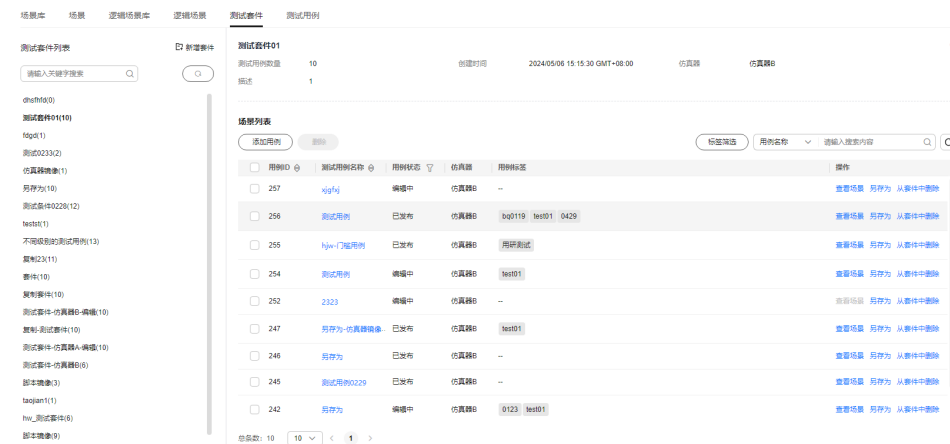 场景库 场景 逻辑场景库 逻辑场景 测试套件 测试用例
测试套件列表 新增套件
请输入关键字搜索
dhsfhfd(0)
测试套件01(10)
fdgd(1)
测试0233(2)
仿真器镜像(1)
另存为(10)
测试条件0228(12)
testst(1)
不同级别的测试用例(13)
复制23(11)
套件(10)
复制套件(10)
测试套件-仿真器B-编辑(10)
复制-测试套件(10)
测试套件-仿真器A-编辑(10)
测试套件-仿真器B(6)
脚本镜像(3)
taojian1(1)
hw_测试套件(6)
脚本镜像(9)
测试套件01
测试用例数量 10 创建时间 2024/05/06 15:15:30 GMT+08:00 仿真器 仿真器B
描述 1
场景列表
添加用例 删除 标签筛选 用例名称 请输入搜索内容
用例ID 测试用例名称 用例状态 仿真器 用例标签 操作
257 xjgfxj 编辑中 仿真器B -- 查看场景 另存为 从套件中删除
256 测试用例 已发布 仿真器B bq0119 test01 0429 查看场景 另存为 从套件中删除
255 hjw-门槛用例 已发布 仿真器B 用研测试 查看场景 另存为 从套件中删除
254 测试用例 编辑中 仿真器B test01 查看场景 另存为 从套件中删除
252 2323 编辑中 仿真器B -- 查看场景 另存为 从套件中删除
247 另存为-仿真器镜像... 已发布 仿真器B test01 查看场景 另存为 从套件中删除
246 另存为 已发布 仿真器B -- 查看场景 另存为 从套件中删除
245 测试用例0229 已发布 仿真器B -- 查看场景 另存为 从套件中删除
242 另存为 编辑中 仿真器B 0123 test01 查看场景 另存为 从套件中删除
总条数: 10 10 < 1 >